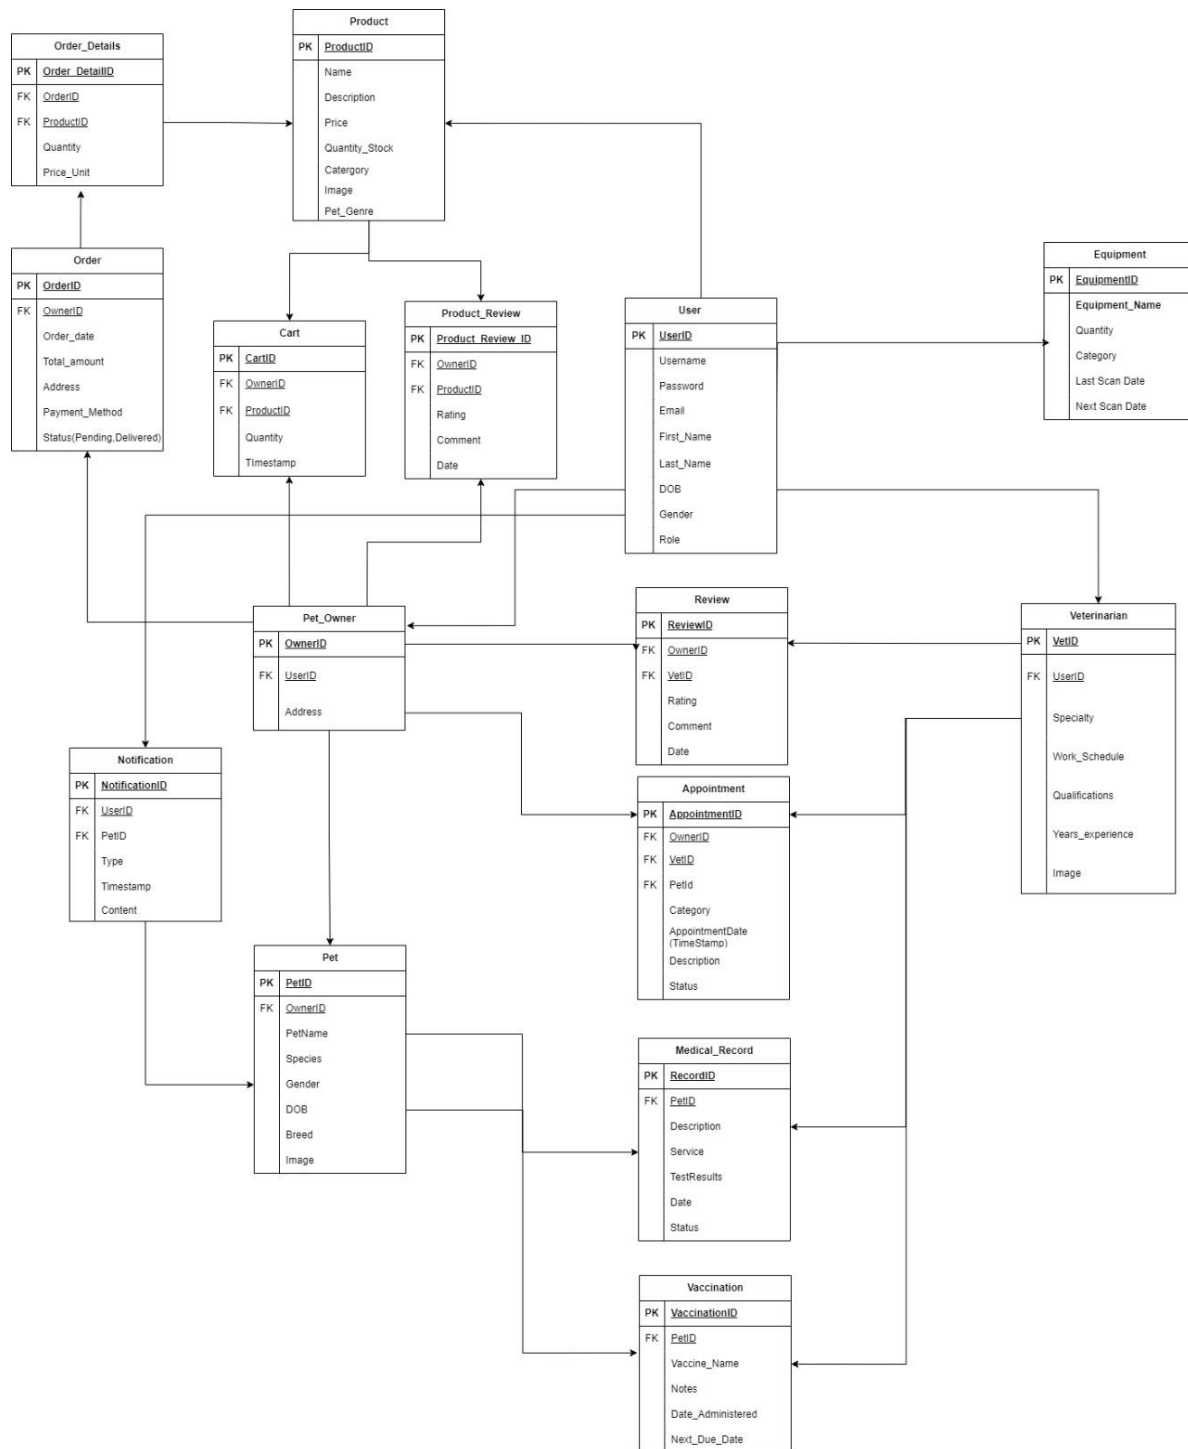 Product
PK ProductID
Name
Description
Price
Quantity_Stock
Catergory
Image
Pet_Genre
Order_Details
PK Order_DetailID
FK OrderID
FK ProductID
Quantity
Price_Unit
Order
PK OrderID
FK OwnerID
Order_date
Total_amount
Address
Payment_Method
Status(Pending,Delivered)
Cart
PK CartID
FK OwnerID
FK ProductID
Quantity
TImestamp
Product_Review
PK Product_Review_ID
FK OwnerID
FK ProductID
Rating
Comment
Date
User
PK UserID
Username
Password
Email
First_Name
Last_Name
DOB
Gender
Role
Equipment
PK EquipmentID
Equipment_Name
Quantity
Category
Last Scan Date
Next Scan Date
Pet_Owner
PK OwnerID
FK UserID
Address
Review
PK ReviewID
FK OwnerID
FK VetID
Rating
Comment
Date
Veterinarian
PK VetID
FK UserID
Specialty
Work_Schedule
Qualifications
Years_experience
Image
Notification
PK NotificationID
FK UserID
FK PetID
Type
Timestamp
Content
Appointment
PK AppointmentID
FK OwnerID
FK VetID
FK PetId
Category
AppointmentDate
(TimeStamp)
Description
Status
Pet
PK PetID
FK OwnerID
PetName
Species
Gender
DOB
Breed
Image
Medical_Record
PK RecordID
FK PetID
Description
Service
TestResults
Date
Status
Vaccination
PK VaccinationID
FK PetID
Vaccine_Name
Notes
Date_Administered
Next_Due_Date